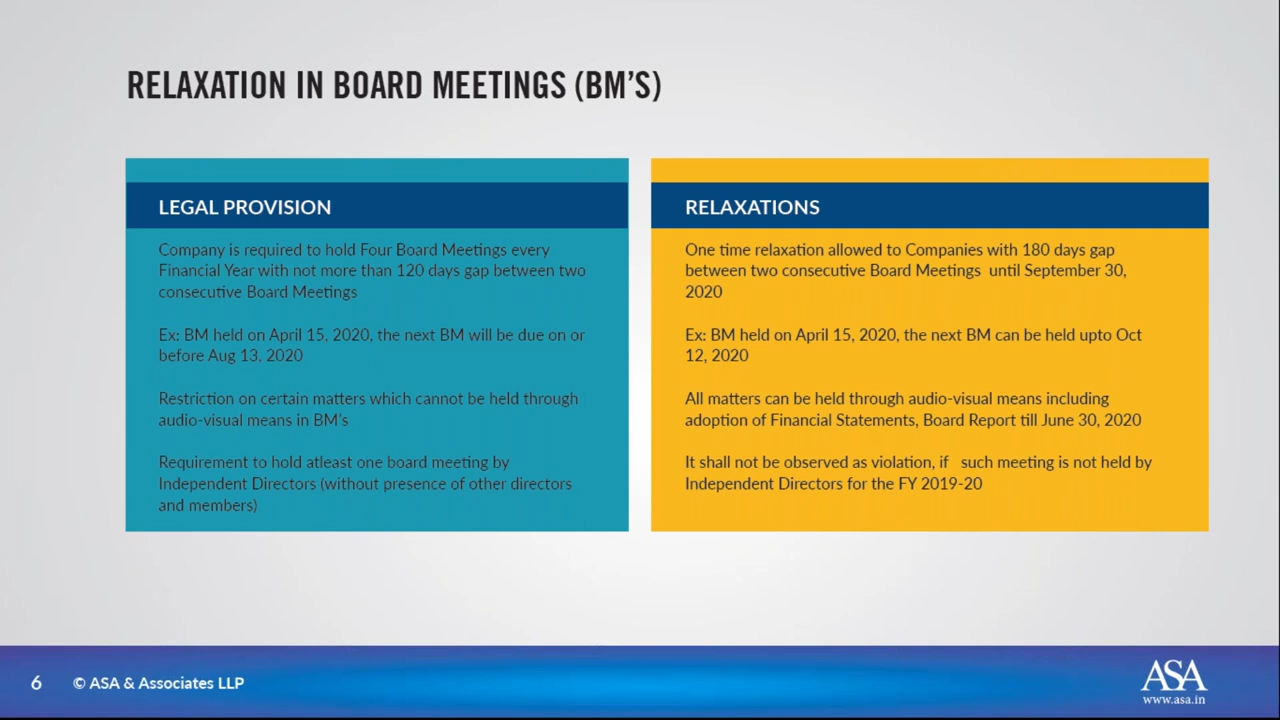 RELAXATION IN BOARD MEETINGS (BM'S)
LEGAL PROVISION
Company is required to hold Four Board Meetings every
Financial Year with not more than 120 days gap between two
consecutive Board Meetings
Ex: BM held on April 15, 2020, the next BM will be due on or
before Aug 13, 2020
Restriction on certain matters which cannot be held through
audio-visual means in BM's
Requirement to hold atleast one board meeting by
Independent Directors (without presence of other directors
and members)
RELAXATIONS
One time relaxation allowed to Companies with 180 days gap
between two consecutive Board Meetings until September 30,
2020
Ex: BM held on April 15, 2020, the next BM can be held upto Oct
12, 2020
All matters can be held through audio-visual means including
adoption of Financial Statements, Board Report till June 30, 2020
It shall not be observed as violation, if such meeting is not held by
Independent Directors for the FY 2019-20
6 © ASA & Associates LLP
ASA
www.asa.in